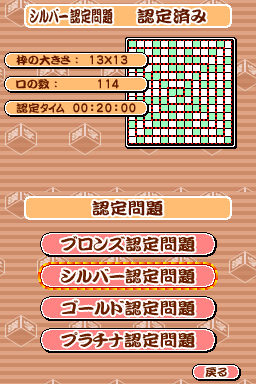 シルバー認定問題 認定済み
枠の大きさ: 13×13
口の数: 114
認定タイム 00:20:00
認定問題
ブロンズ認定問題
シルバー認定問題
ゴールド認定問題
プラチナ認定問題
戻る